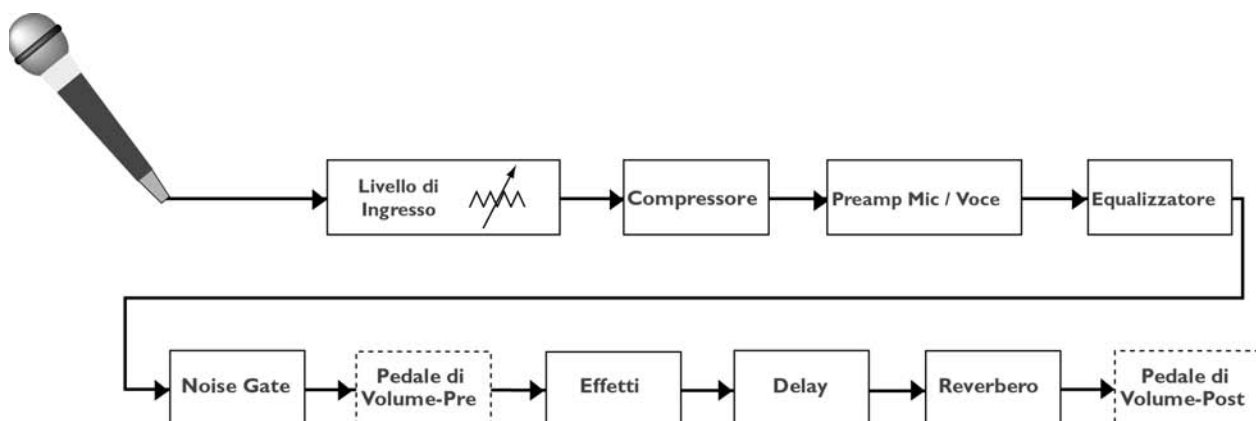 Livello di
Ingresso
Compressore
Preamp Mic / Voce
Equalizzatore
Noise Gate
Pedale di
Volume-Pre
Effetti
Delay
Reverbero
Pedale di
Volume-Post